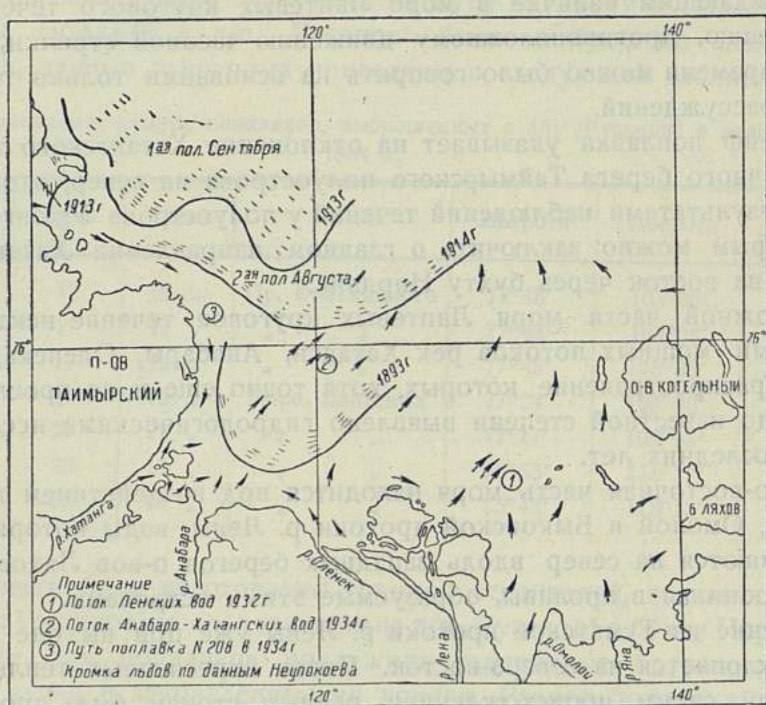 120°
140°
1ая пол. Сентября
1913г
1913г
1914г
2ая пол Августа
③
76°
76°
П-ОВ
ТАИМЫРСКИЙ
②
1893г
О-В КОТЕЛЬНЫЙ
①
Б ЛЯХОВ
р.Хатанга
р.Анабара
р.Оленек
р.Лена
р.Омолои
р.Яна
Примечание
① Поток Ленских вод 1932г
② Поток Анабаро-Хатангских вод 1934г.
③ Путь поплавка N208 в 1934г
Кромка льдов по данным Неупокоева
120°
140°